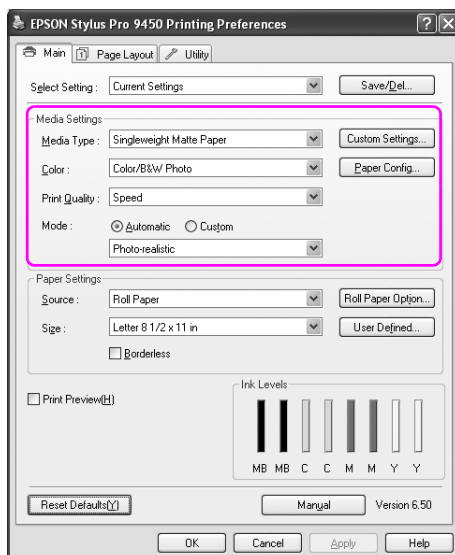 EPSON Stylus Pro 9450 Printing Preferences
Main Page Layout Utility
Select Setting : Current Settings Save/Del...
Media Settings
Media Type : Singleweight Matte Paper Custom Settings...
Color : Color/B&W Photo Paper Config...
Print Quality : Speed
Mode : Automatic Custom
Photo-realistic
Paper Settings
Source : Roll Paper Roll Paper Option...
Size : Letter 8 1/2 x 11 in User Defined...
Borderless
Print Preview(H)
Ink Levels
MB MB C C M M Y Y
Reset Defaults(Y) Manual Version 6.50
OK Cancel Apply Help